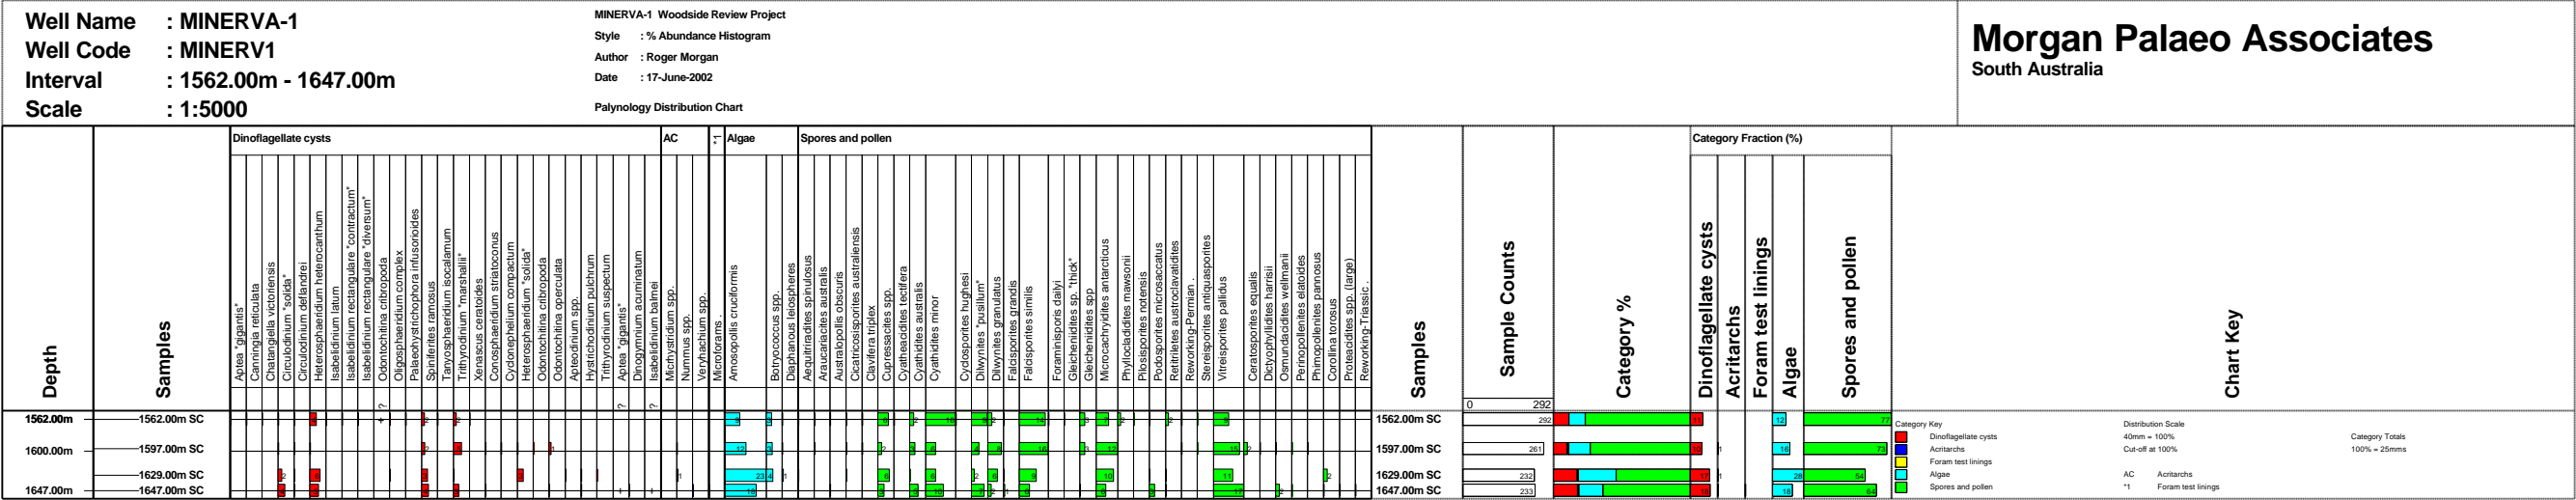 Well Name : MINERVA-1
Well Code : MINERV1
Interval : 1562.00m - 1647.00m
Scale : 1:5000
MINERVA-1 Woodside Review Project
Style : % Abundance Histogram
Author : Roger Morgan
Date : 17-June-2002
Palynology Distribution Chart
Morgan Palaeo Associates
South Australia
Dinoflagellate cysts
AC
*1
Algae
Spores and pollen
Category Fraction (%)
Depth
Samples
Aptea "gigantis"
Canningia reticulata
Chatangiella victoriensis
Circulodinium "solida"
Circulodinium deflandrei
Heterosphaeridium heterocanthum
Isabelidinium latum
Isabelidinium rectangulare "contractum"
Isabelidinium rectangulare "diversum"
Odontochitina cribropoda
Oligosphaeridium complex
Palaeohystrichophora infusorioides
Spiniferites ramosus
Tanyosphaeridium isocalamum
Trithyrodinium "marshallii"
Xenascus ceratoides
Conosphaeridium striatoconus
Cyclonephelium compactum
Heterosphaeridium "solida"
Odontochitina cribropoda
Odontochitina operculata
Apteodinium spp.
Hystrichodinium pulchrum
Trithyrodinium suspectum
Aptea "gigantis"
Dinogymnium acuminatum
Isabelidinium balmei
Micrhystridium spp.
Nummus spp.
Veryhachium spp.
Microforams .
Amosopollis cruciformis
Botryococcus spp.
Diaphanous leiospheres
Aequitriradites spinulosus
Araucariacites australis
Australopollis obscuris
Cicatricosisporites australiensis
Clavifera triplex
Cupressacites spp.
Cyatheacidites tectifera
Cyathidites australis
Cyathidites minor
Cyclosporites hughesi
Dilwynites "pusillum"
Dilwynites granulatus
Falcisporites grandis
Falcisporites similis
Foraminisporis dailyi
Gleicheniidites sp. "thick"
Gleicheniidites spp
Microcachryidites antarcticus
Phyllocladidites mawsonii
Pilosisporites notensis
Podosporites microsaccatus
Retitriletes austroclavatidites
Reworking-Permian .
Stereisporites antiquasporites
Vitreisporites pallidus
Ceratosporites equalis
Dictyophyllidites harrisii
Osmundacidites wellmanii
Perinopollenites elatoides
Phimopollenites pannosus
Corollina torosus
Proteacidites spp. (large)
Reworking-Triassic .
Samples
Sample Counts
0 292
Category %
Dinoflagellate cysts
Acritarchs
Foram test linings
Algae
Spores and pollen
Chart Key
? ? ?
1562.00m 1562.00m SC + 1562.00m SC 292 11 12 77
1600.00m 1597.00m SC 1597.00m SC 261 10 1 16 73
1629.00m SC 1629.00m SC 232 17 1 28 54
1647.00m 1647.00m SC + + 1647.00m SC 233 18 64
Category Key
Dinoflagellate cysts
Acritarchs
Foram test linings
Algae
Spores and pollen
Distribution Scale
40mm = 100%
Cut-off at 100%
AC Acritarchs
*1 Foram test linings
Category Totals
100% = 25mms